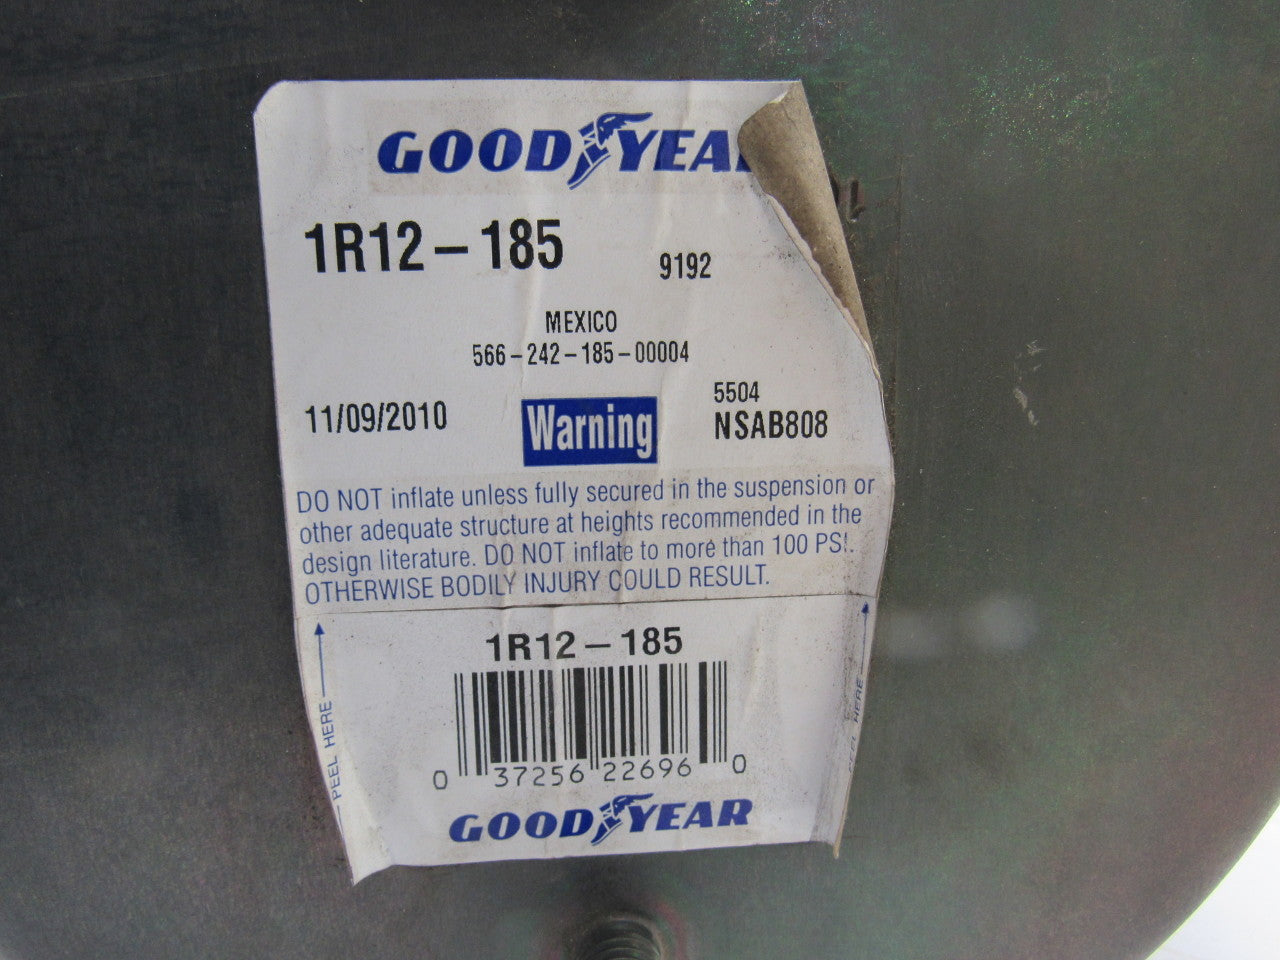 GOODYEAR
1R12-185
9192
MEXICO
566-242-185-00004
11/09/2010
Warning
5504
NSAB808
DO NOT inflate unless fully secured in the suspension or
other adequate structure at heights recommended in the
design literature. DO NOT inflate to more than 100 PSI.
OTHERWISE BODILY INJURY COULD RESULT.
1R12-185
PEEL HERE
PEEL HERE
0 37256 22696 0
GOODYEAR